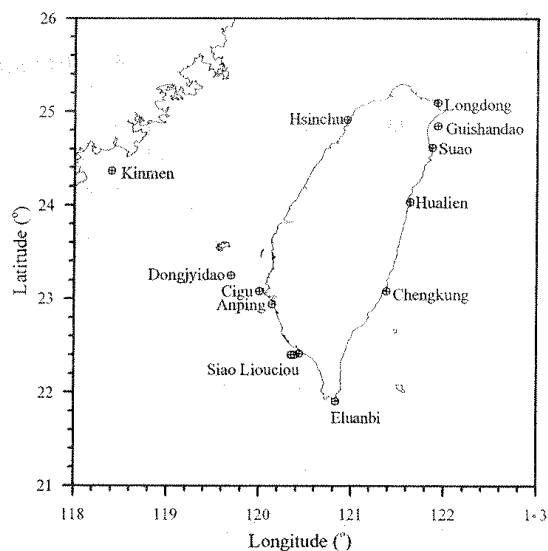 26
25
24
23
22
21
Latitude (°)
Longdong
Hsinchu
Guishandao
Suao
Kinmen
Hualien
Dongjyidao
Cigu
Chengkung
Anping
Siao Liouciou
Eluanbi
118
119
120
121
122
Longitude (°)